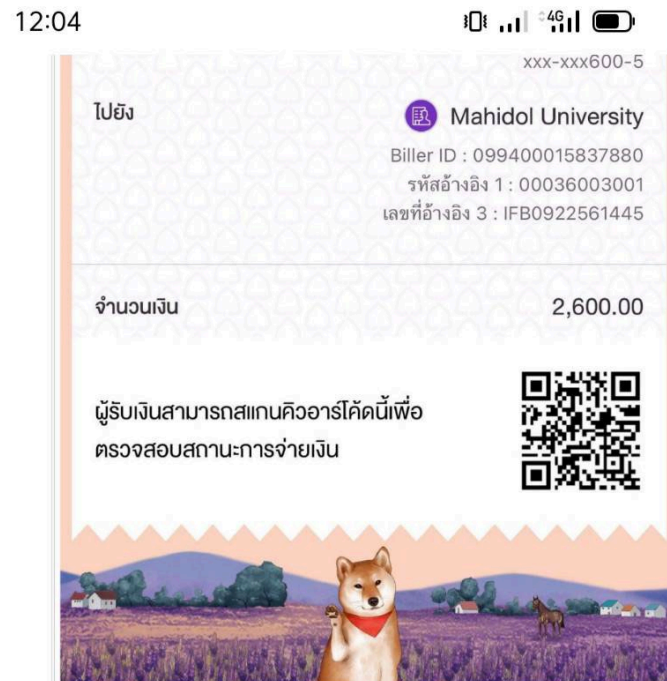 12:04
4G
xxx-xxx600-5
ไปยัง
Mahidol University
Biller ID : 099400015837880
รหัสอ้างอิง 1 : 00036003001
เลขที่อ้างอิง 3 : IFB0922561445
จำนวนเงิน
2,600.00
ผู้รับเงินสามารถสแกนคิวอาร์โค้ดนี้เพื่อ
ตรวจสอบสถานะการจ่ายเงิน